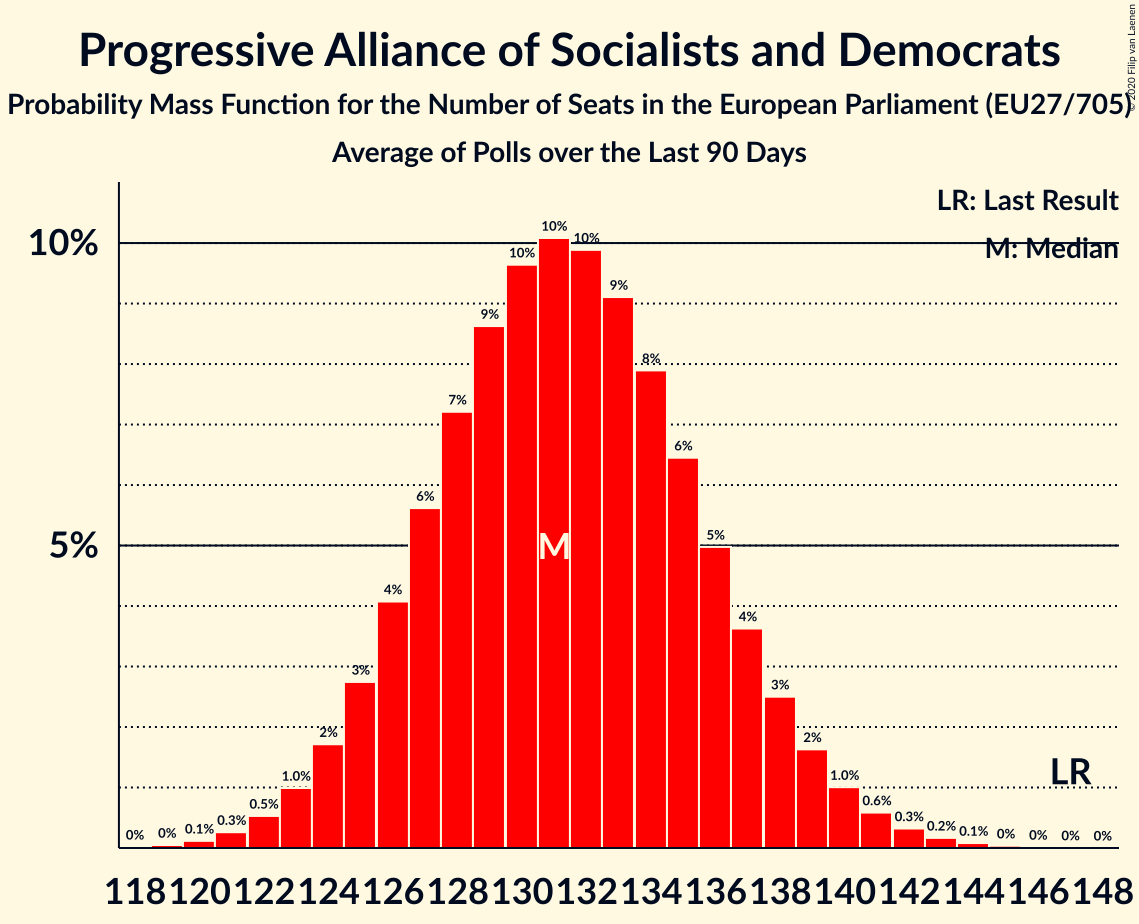 Progressive Alliance of Socialists and Democrats
Probability Mass Function for the Number of Seats in the European Parliament (EU27/705)
Average of Polls over the Last 90 Days
© 2020 Filip van Laenen
LR: Last Result
M: Median
10%
5%
0% 0% 0.1% 0.3% 0.5% 1.0% 2% 3% 4% 6% 7% 9% 10% 10% 10% 9% 8% 6% 5% 4% 3% 2% 1.0% 0.6% 0.3% 0.2% 0.1% 0% 0% 0% 0%
M
LR
118 120 122 124 126 128 130 132 134 136 138 140 142 144 146 148